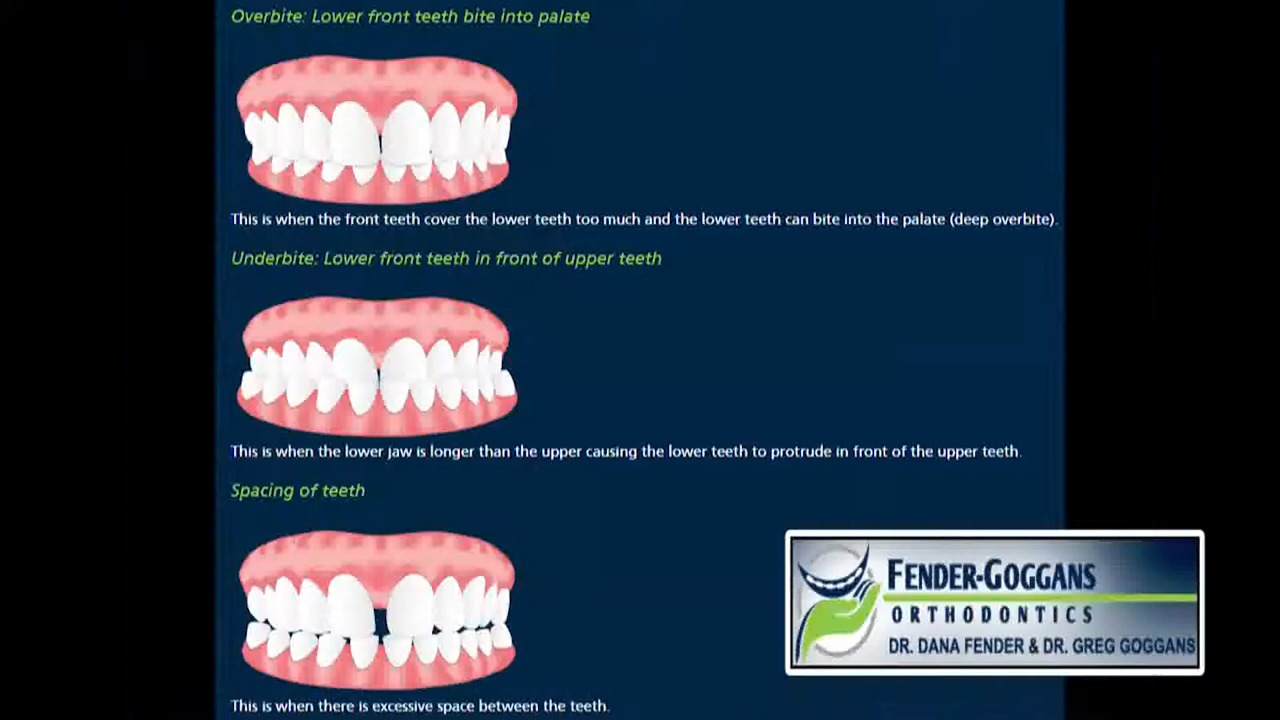 Overbite: Lower front teeth bite into palate
This is when the front teeth cover the lower teeth too much and the lower teeth can bite into the palate (deep overbite).
Underbite: Lower front teeth in front of upper teeth
This is when the lower jaw is longer than the upper causing the lower teeth to protrude in front of the upper teeth.
Spacing of teeth
FENDER-GOGGANS
ORTHODONTICS
DR. DANA FENDER & DR. GREG GOGGANS
This is when there is excessive space between the teeth.